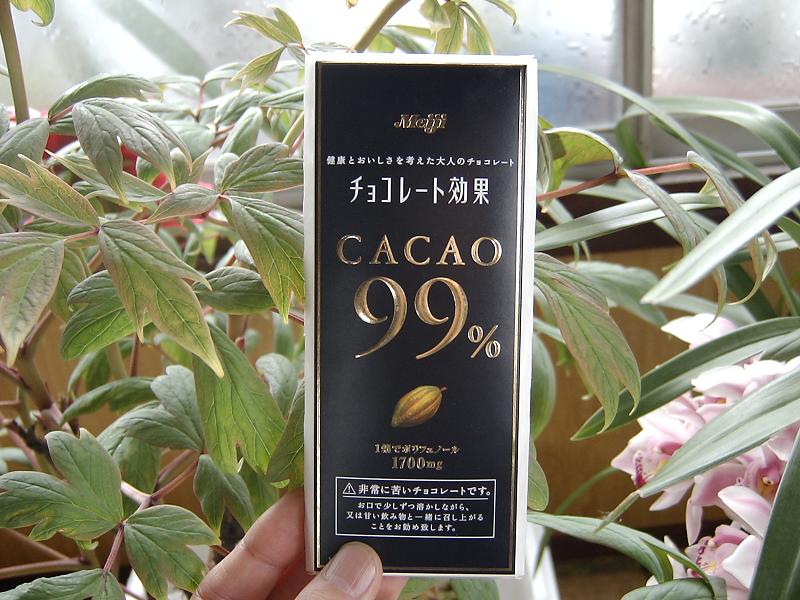 Meiji
健康とおいしさを考えた大人のチョコレート
チョコレート効果
CACAO
99%
1箱でポリフェノール
1700mg
⚠非常に苦いチョコレートです。
お口で少しずつ溶かしながら、
又は甘い飲み物と一緒に召し上がる
ことをお勧め致します。